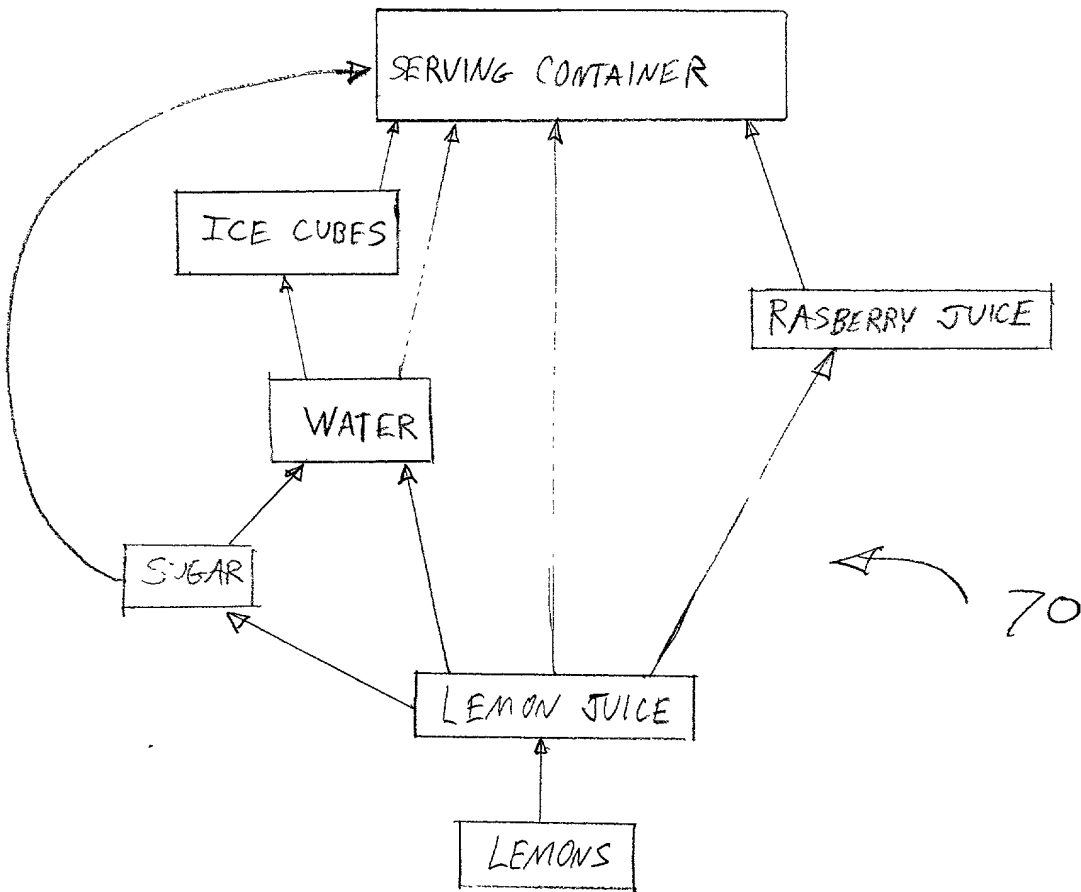 SERVING CONTAINER
ICE CUBES
RASBERRY JUICE
WATER
SUGAR
70
LEMON JUICE
LEMONS